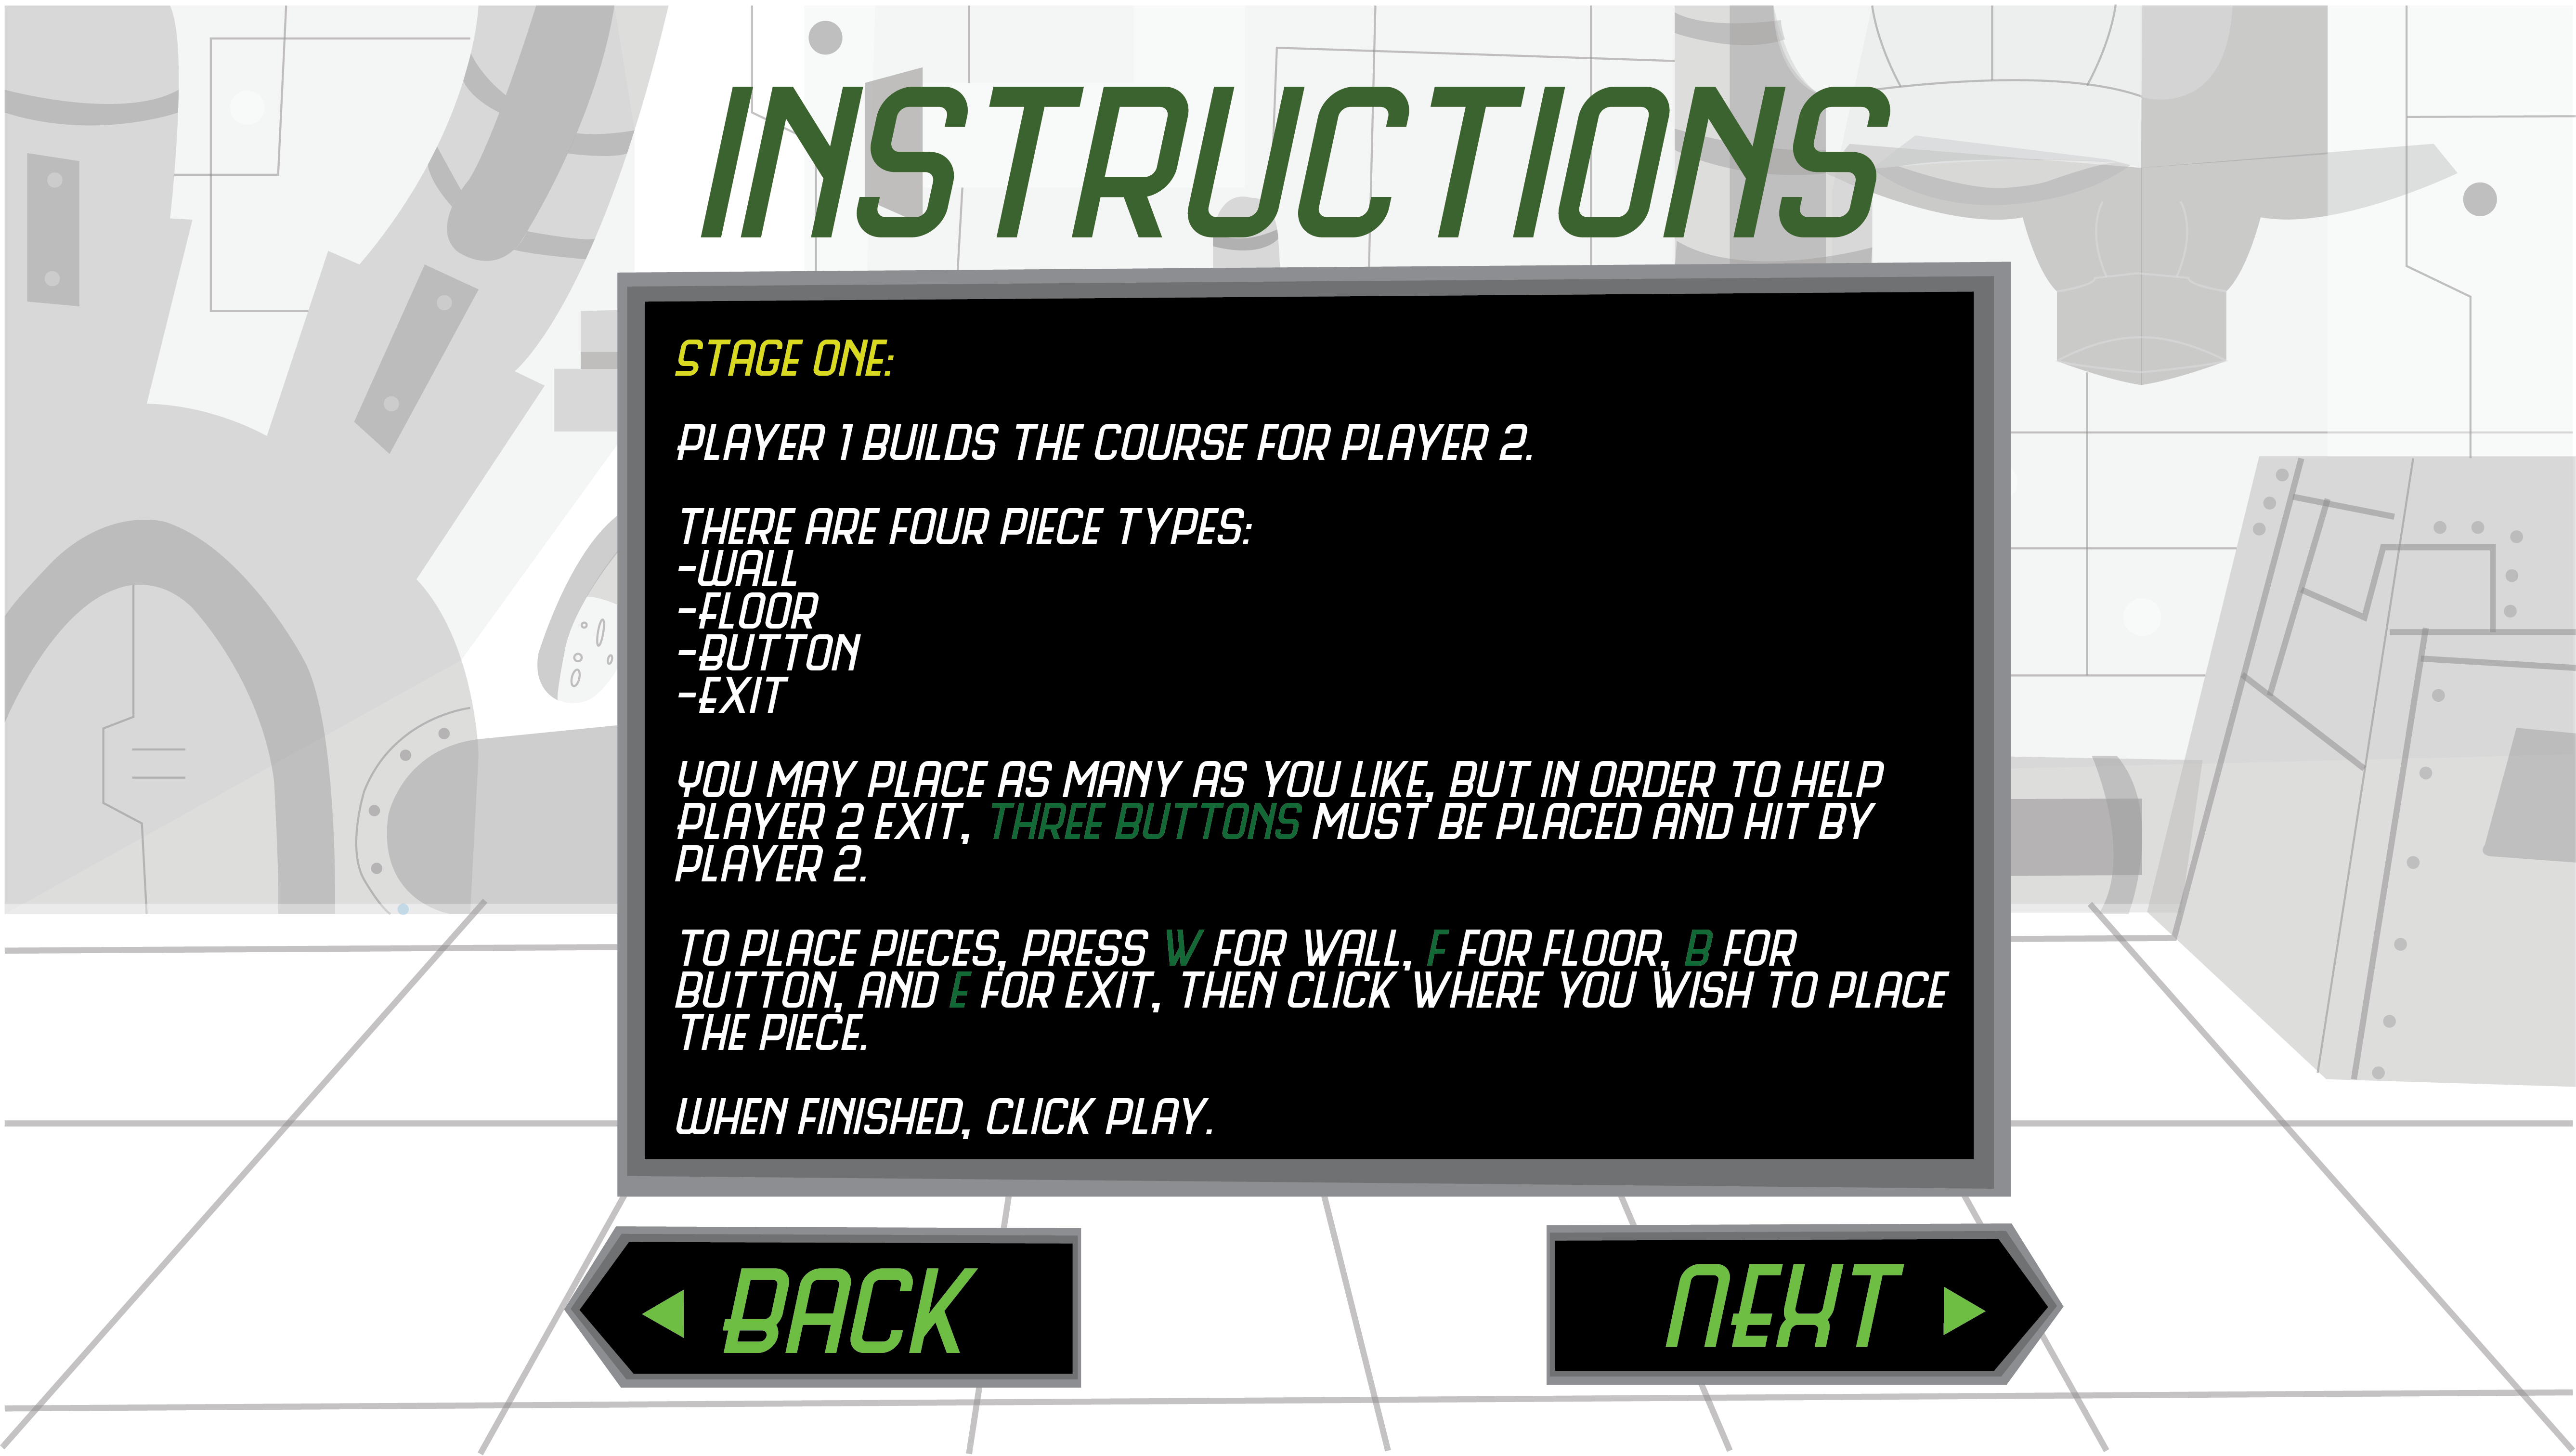 INSTRUCTIONS
STAGE ONE:
PLAYER 1 BUILDS THE COURSE FOR PLAYER 2.
THERE ARE FOUR PIECE TYPES:
-WALL
-FLOOR
-BUTTON
-EXIT
YOU MAY PLACE AS MANY AS YOU LIKE, BUT IN ORDER TO HELP
PLAYER 2 EXIT, THREE BUTTONS MUST BE PLACED AND HIT BY
PLAYER 2.
TO PLACE PIECES, PRESS W FOR WALL, F FOR FLOOR, B FOR
BUTTON, AND E FOR EXIT, THEN CLICK WHERE YOU WISH TO PLACE
THE PIECE.
WHEN FINISHED, CLICK PLAY.
◀ BACK
NEXT ▶